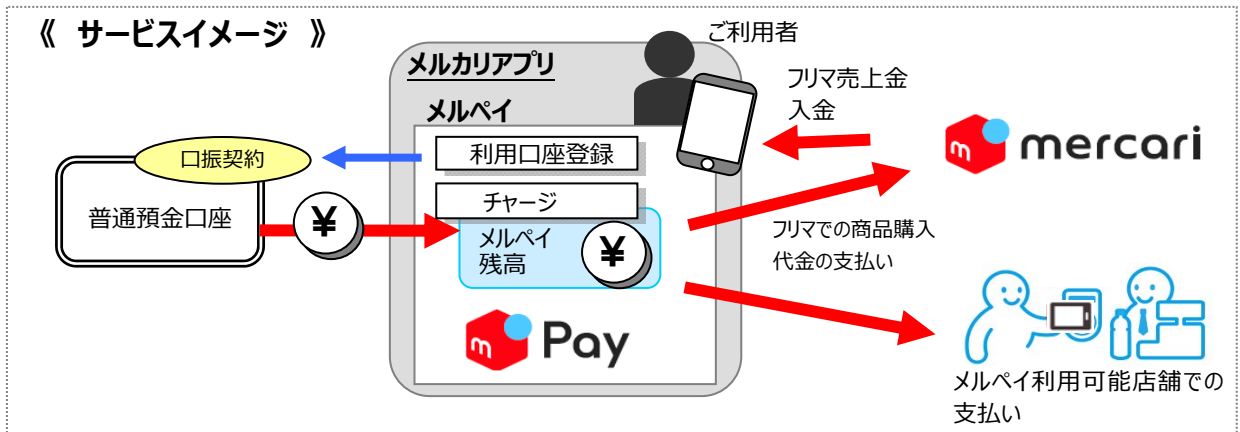 《 サービスイメージ 》
ご利用者
メルカリアプリ
フリマ売上金
入金
メルペイ
利用口座登録
口振契約
m mercari
普通預金口座
¥
チャージ
メルペイ
残高
¥
フリマでの商品購入
代金の支払い
m Pay
メルペイ利用可能店舗での
支払い